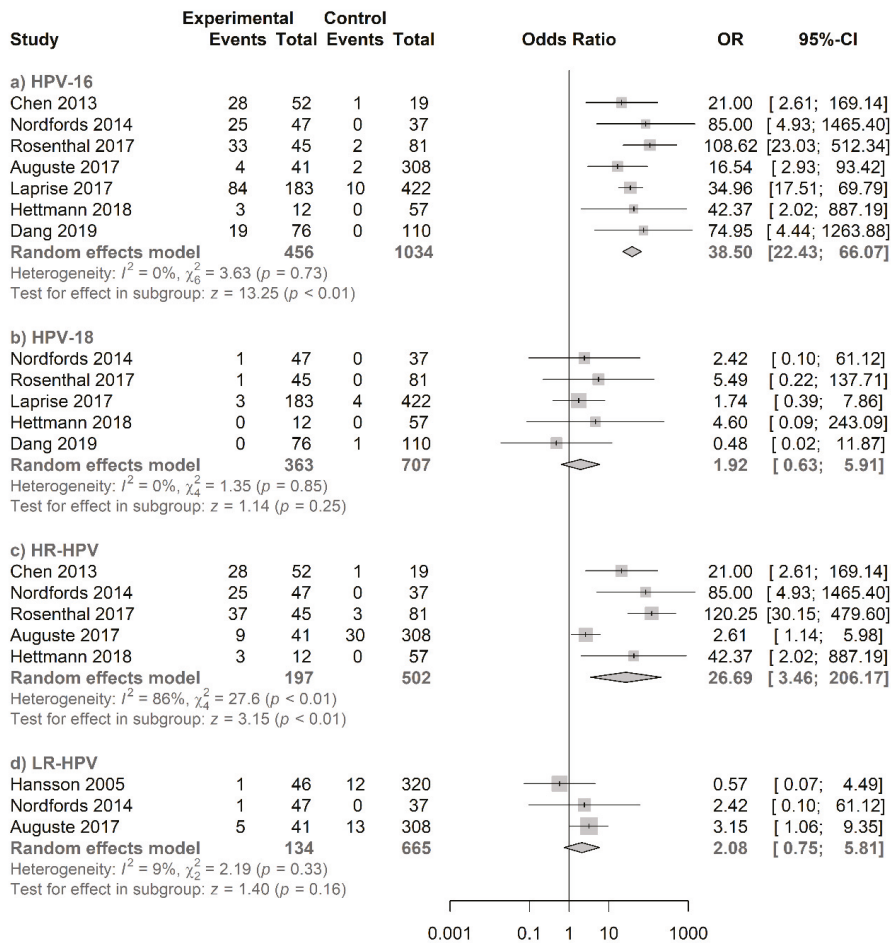 Experimental Control
Study Events Total Events Total Odds Ratio OR 95%-CI
a) HPV-16
Chen 2013 28 52 1 19 21.00 [ 2.61; 169.14]
Nordfords 2014 25 47 0 37 85.00 [ 4.93; 1465.40]
Rosenthal 2017 33 45 2 81 108.62 [23.03; 512.34]
Auguste 2017 4 41 2 308 16.54 [ 2.93; 93.42]
Laprise 2017 84 183 10 422 34.96 [17.51; 69.79]
Hettmann 2018 3 12 0 57 42.37 [ 2.02; 887.19]
Dang 2019 19 76 0 110 74.95 [ 4.44; 1263.88]
Random effects model 456 1034 38.50 [22.43; 66.07]
Heterogeneity: I² = 0%, χ²₆ = 3.63 (p = 0.73)
Test for effect in subgroup: z = 13.25 (p < 0.01)
b) HPV-18
Nordfords 2014 1 47 0 37 2.42 [ 0.10; 61.12]
Rosenthal 2017 1 45 0 81 5.49 [ 0.22; 137.71]
Laprise 2017 3 183 4 422 1.74 [ 0.39; 7.86]
Hettmann 2018 0 12 0 57 4.60 [ 0.09; 243.09]
Dang 2019 0 76 1 110 0.48 [ 0.02; 11.87]
Random effects model 363 707 1.92 [ 0.63; 5.91]
Heterogeneity: I² = 0%, χ²₄ = 1.35 (p = 0.85)
Test for effect in subgroup: z = 1.14 (p = 0.25)
c) HR-HPV
Chen 2013 28 52 1 19 21.00 [ 2.61; 169.14]
Nordfords 2014 25 47 0 37 85.00 [ 4.93; 1465.40]
Rosenthal 2017 37 45 3 81 120.25 [30.15; 479.60]
Auguste 2017 9 41 30 308 2.61 [ 1.14; 5.98]
Hettmann 2018 3 12 0 57 42.37 [ 2.02; 887.19]
Random effects model 197 502 26.69 [ 3.46; 206.17]
Heterogeneity: I² = 86%, χ²₄ = 27.6 (p < 0.01)
Test for effect in subgroup: z = 3.15 (p < 0.01)
d) LR-HPV
Hansson 2005 1 46 12 320 0.57 [ 0.07; 4.49]
Nordfords 2014 1 47 0 37 2.42 [ 0.10; 61.12]
Auguste 2017 5 41 13 308 3.15 [ 1.06; 9.35]
Random effects model 134 665 2.08 [ 0.75; 5.81]
Heterogeneity: I² = 9%, χ²₂ = 2.19 (p = 0.33)
Test for effect in subgroup: z = 1.40 (p = 0.16)
0.001 0.1 1 10 1000